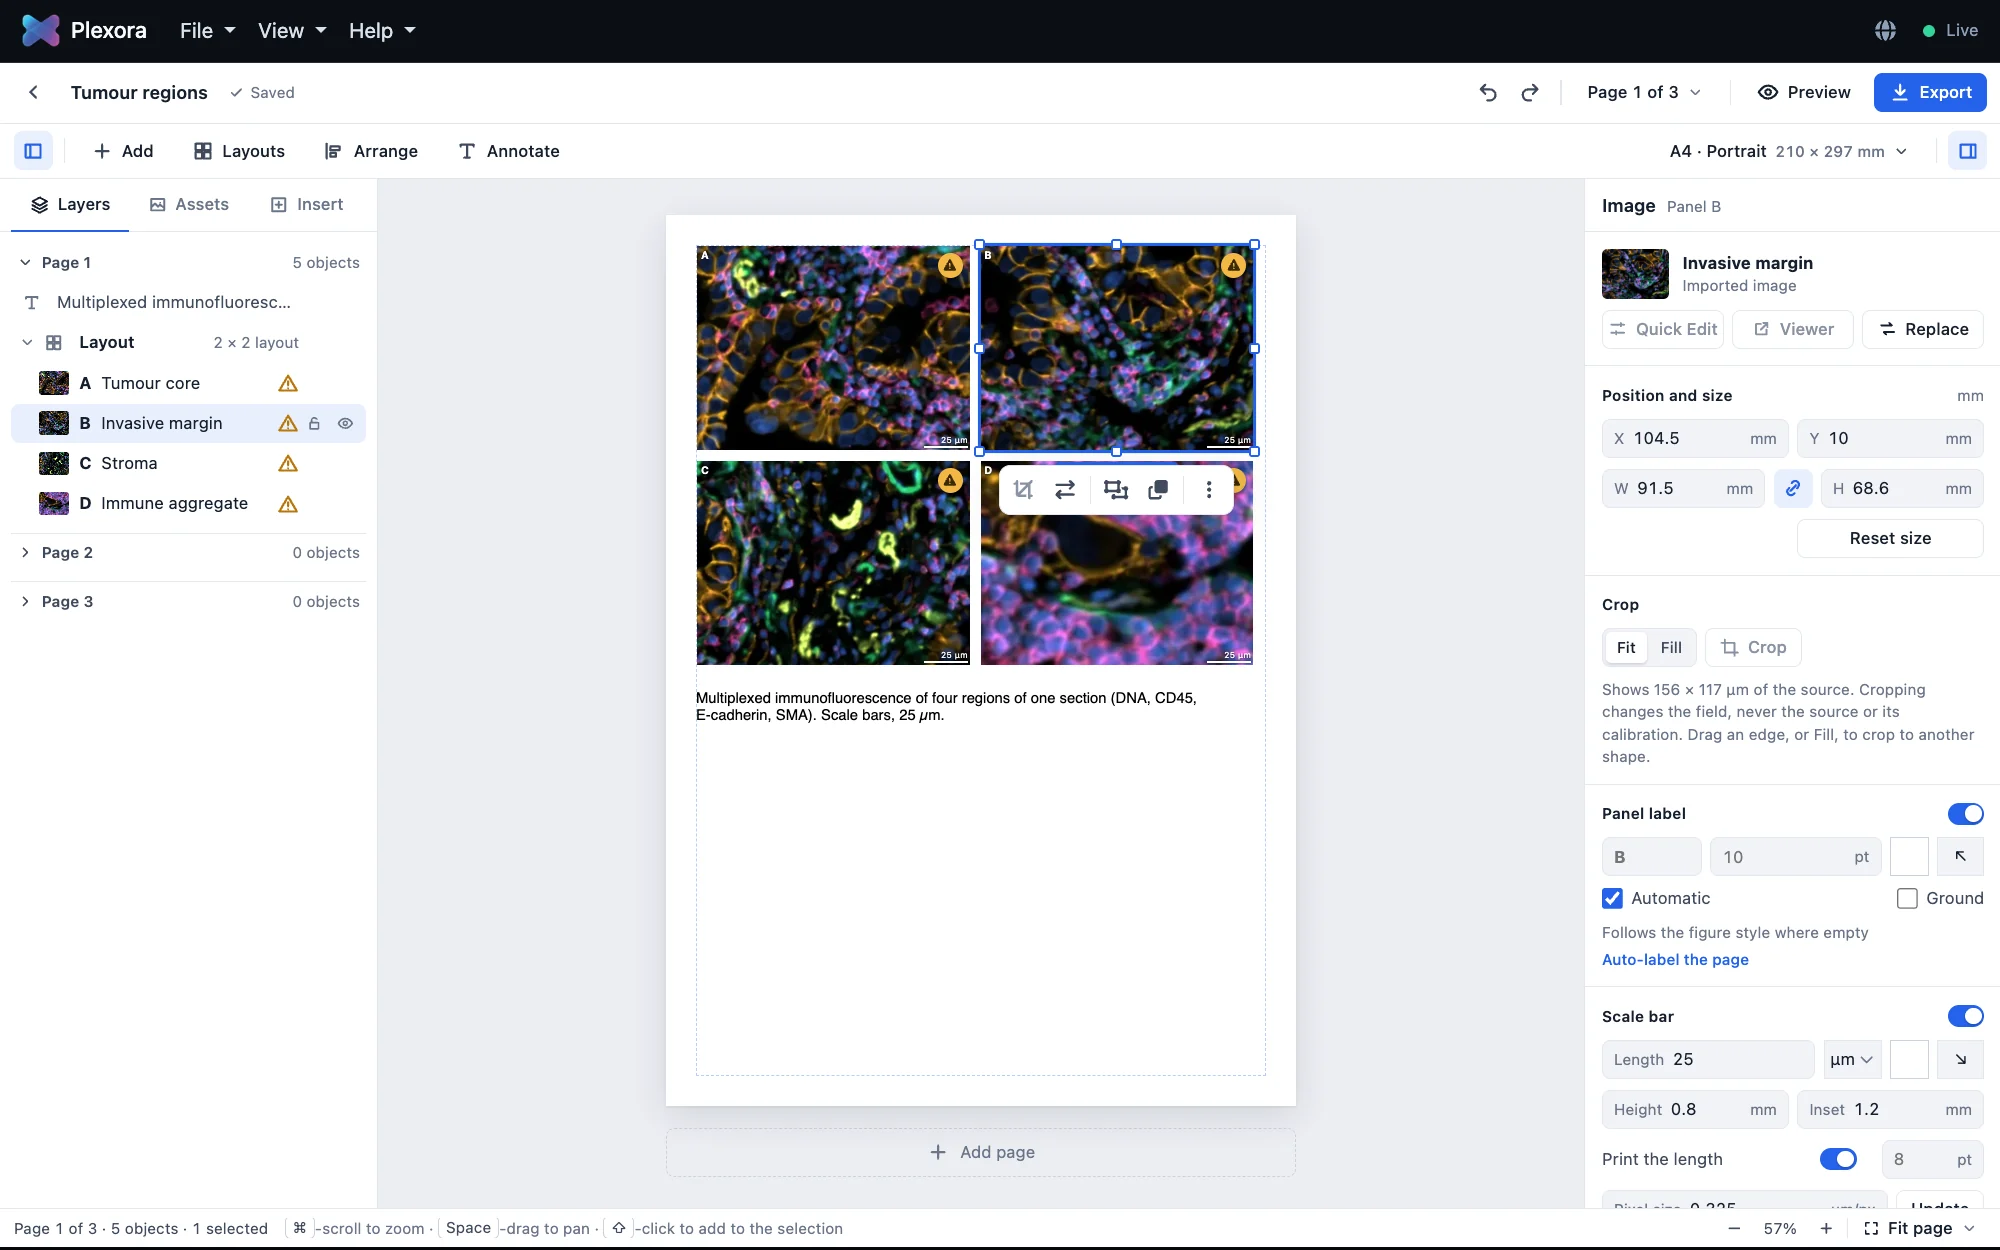 Plexora File View Help Live
Tumour regions Saved Page 1 of 3 Preview Export
Add Layouts Arrange Annotate A4 · Portrait 210 × 297 mm
Layers Assets Insert
Page 1 5 objects
Multiplexed immunofluoresc...
Layout 2 × 2 layout
A Tumour core
B Invasive margin
C Stroma
D Immune aggregate
Page 2 0 objects
Page 3 0 objects
A
25 µm
B
25 µm
C
25 µm
D
25 µm
Multiplexed immunofluorescence of four regions of one section (DNA, CD45,
E-cadherin, SMA). Scale bars, 25 µm.
Add page
Image Panel B
Invasive margin
Imported image
Quick Edit Viewer Replace
Position and size mm
X 104.5 mm Y 10 mm
W 91.5 mm H 68.6 mm
Reset size
Crop
Fit Fill Crop
Shows 156 × 117 µm of the source. Cropping
changes the field, never the source or its
calibration. Drag an edge, or Fill, to crop to another
shape.
Panel label
B 10 pt
Automatic Ground
Follows the figure style where empty
Auto-label the page
Scale bar
Length 25 µm
Height 0.8 mm Inset 1.2 mm
Print the length 8 pt
Pixel size 0.325 µm/px Update
Page 1 of 3 · 5 objects · 1 selected ⌘-scroll to zoom · Space-drag to pan · ⇧-click to add to the selection 57% Fit page